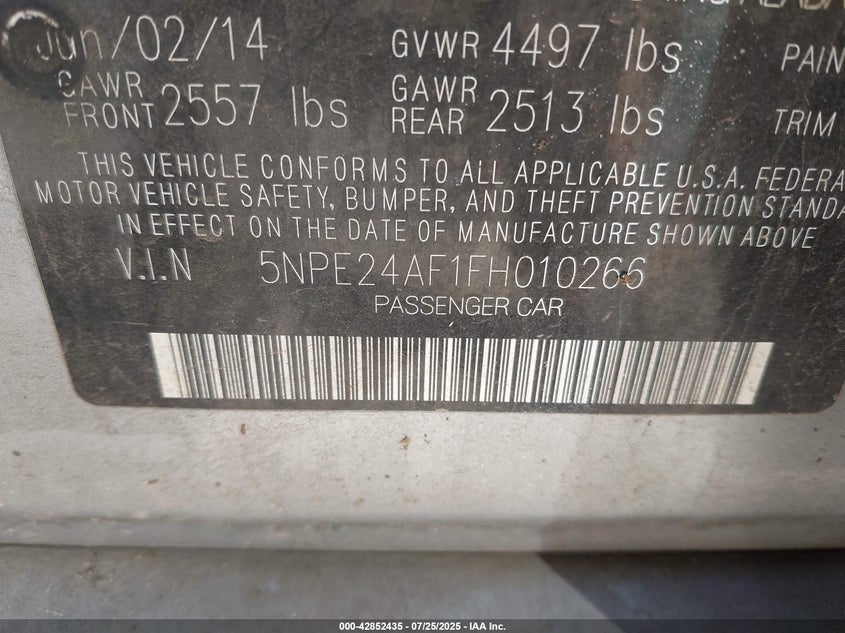 Jun/02/14 GVWR 4497 lbs PAIN
GAWR FRONT 2557 lbs GAWR REAR 2513 lbs TRIM
THIS VEHICLE CONFORMS TO ALL APPLICABLE U.S.A. FEDERA
MOTOR VEHICLE SAFETY, BUMPER, AND THEFT PREVENTION STANDA
IN EFFECT ON THE DATE OF MANUFACTURE SHOWN ABOVE
V.I.N 5NPE24AF1FH010266
PASSENGER CAR
000-42852435 - 07/25/2025 - IAA Inc.